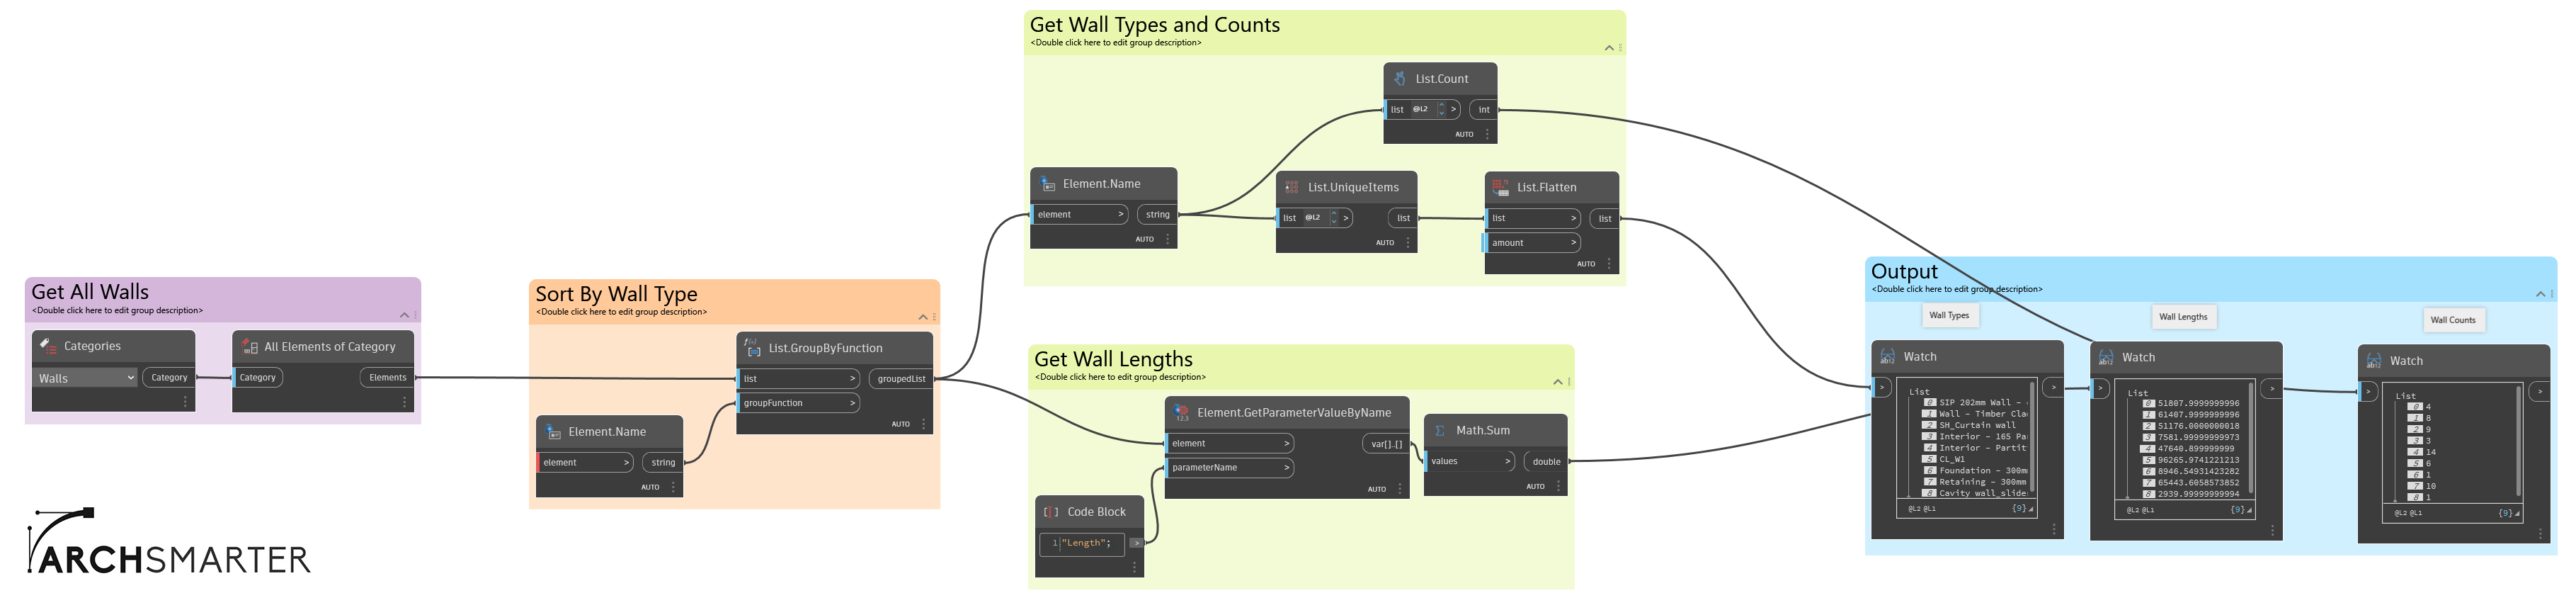 Get All Walls
<Double click here to edit group description>
Categories
Walls
Category
All Elements of Category
Category
Elements
Sort By Wall Type
<Double click here to edit group description>
List.GroupByFunction
list >
groupedList
groupFunction >
AUTO
Element.Name
element >
string
AUTO
Get Wall Types and Counts
<Double click here to edit group description>
List.Count
list @L2 >
int
AUTO
Element.Name
element >
string
AUTO
List.UniqueItems
list @L2 >
list
AUTO
List.Flatten
list >
list
amount >
AUTO
Get Wall Lengths
<Double click here to edit group description>
Element.GetParameterValueByName
element >
var[]..[]
parameterName >
AUTO
Math.Sum
values >
double
AUTO
Code Block
1 "Length"; >
Output
<Double click here to edit group description>
Wall Types
Watch
> >
List
0 SIP 202mm Wall -
1 Wall - Timber Cla
2 SH_Curtain wall
3 Interior - 165 Pa
4 Interior - Partit
5 CL_W1
6 Foundation - 300m
7 Retaining - 300mm
8 Cavity wall_slide
@L2 @L1 {9}
Wall Lengths
Watch
> >
List
0 51807.9999999996
1 61407.9999999996
2 51176.0000000018
3 7581.99999999973
4 47640.899999999
5 96265.9741221213
6 8946.54931423282
7 65443.6058573852
8 2939.99999999994
@L2 @L1 {9}
Wall Counts
Watch
> >
List
0 4
1 8
2 9
3 3
4 14
5 6
6 1
7 10
8 1
@L2 @L1 {9}
ARCHSMARTER